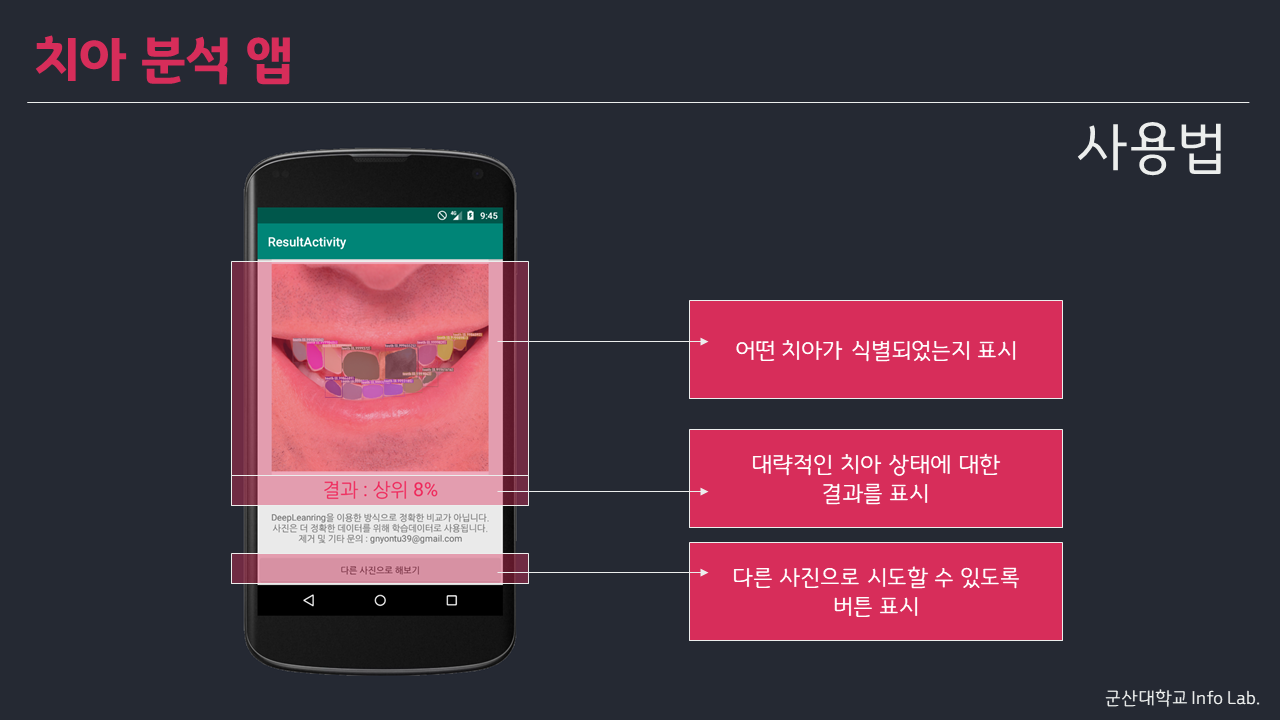 치아 분석 앱
사용법
9:45
ResultActivity
결과 : 상위 8%
DeepLeanring을 이용한 방식으로 정확한 비교가 아닙니다.
사진은 더 정확한 데이터를 위해 학습데이터로 사용됩니다.
제거 및 기타 문의 : gnyontu39@gmail.com
다른 사진으로 해보기
어떤 치아가 식별되었는지 표시
대략적인 치아 상태에 대한
결과를 표시
다른 사진으로 시도할 수 있도록
버튼 표시
군산대학교 Info Lab.